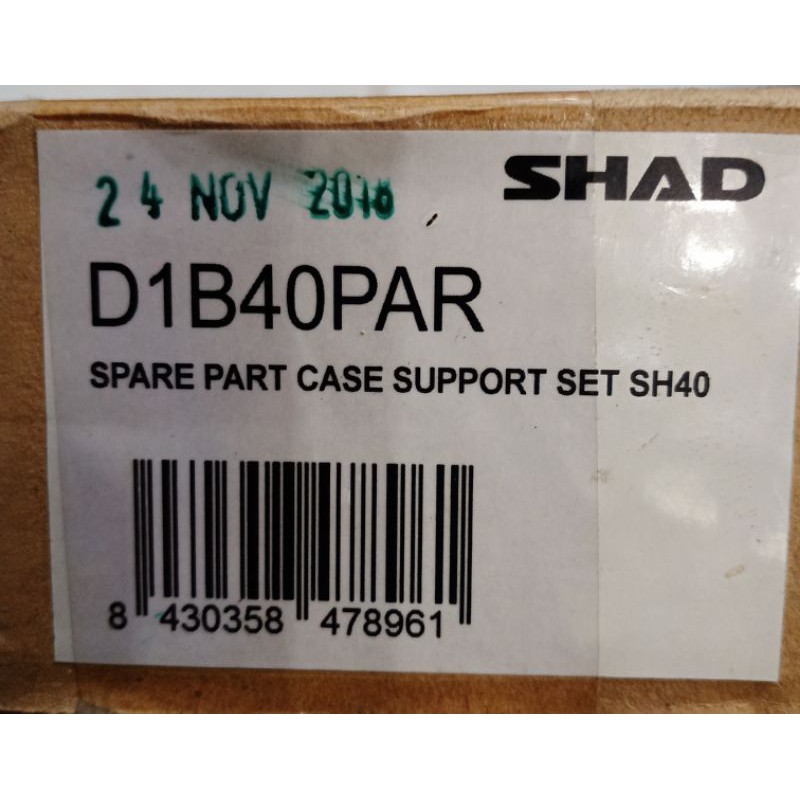 SHAD
24 NOV 2018
D1B40PAR
SPARE PART CASE SUPPORT SET SH40
8 430358 478961